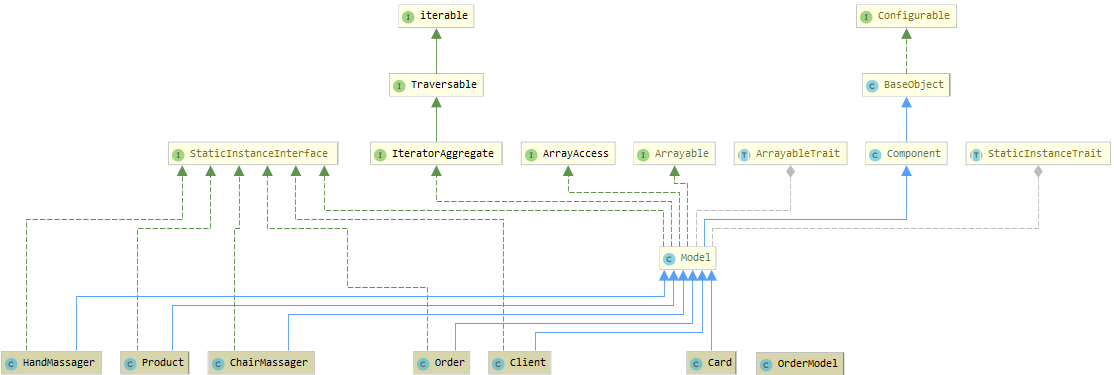 I iterable
I Configurable
I Traversable
C BaseObject
I StaticInstanceInterface
I IteratorAggregate
I ArrayAccess
I Arrayable
T ArrayableTrait
C Component
T StaticInstanceTrait
C Model
C HandMassager
C Product
C ChairMassager
C Order
C Client
C Card
C OrderModel